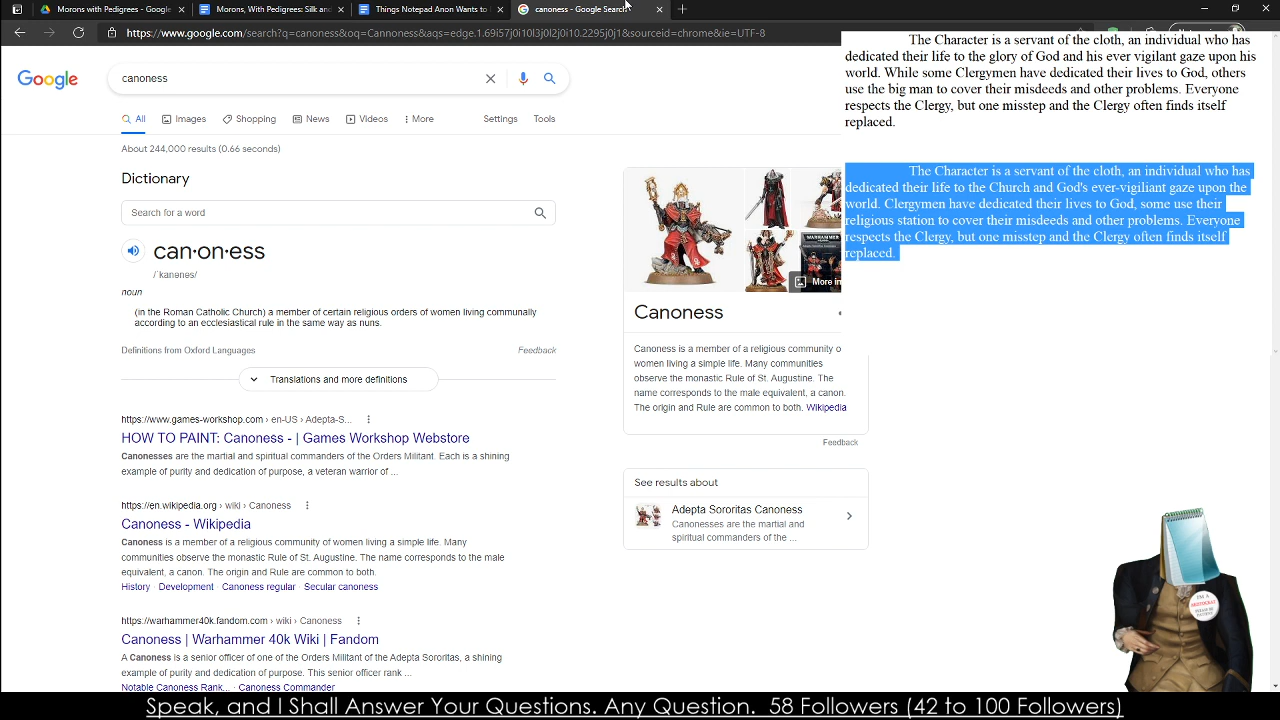 Morons with Pedigrees - Google
Morons, With Pedigrees: Silk and
Things Notepad Anon Wants to
canoness - Google Search
https://www.google.com/search?q=canoness&oq=Cannoness&aqs=edge.1.69i57j0i10l3j0l2j0i10.2295j0j1&sourceid=chrome&ie=UTF-8
Google
canoness
All
Images
Shopping
News
Videos
More
Settings
Tools
About 244,000 results (0.66 seconds)
Dictionary
Search for a word
can·on·ess
/ˈkanənəs/
noun
(in the Roman Catholic Church) a member of certain religious orders of women living communally
according to an ecclesiastical rule in the same way as nuns.
Definitions from Oxford Languages
Feedback
Translations and more definitions
https://www.games-workshop.com › en-US › Adepta-S...
HOW TO PAINT: Canoness - | Games Workshop Webstore
Canonesses are the martial and spiritual commanders of the Orders Militant. Each is a shining
example of purity and dedication of purpose, a veteran warrior of ...
https://en.wikipedia.org › wiki › Canoness
Canoness - Wikipedia
Canoness is a member of a religious community of women living a simple life. Many
communities observe the monastic Rule of St. Augustine. The name corresponds to the male
equivalent, a canon. The origin and Rule are common to both.
History · Development · Canoness regular · Secular canoness
https://warhammer40k.fandom.com › wiki › Canoness
Canoness | Warhammer 40k Wiki | Fandom
A Canoness is a senior officer of one of the Orders Militant of the Adepta Sororitas, a shining
example of purity and dedication of purpose. This senior officer rank ...
Notable Canoness Rank... · Canoness Commander
WARHAMMER
More in
Canoness
Canoness is a member of a religious community o
women living a simple life. Many communities
observe the monastic Rule of St. Augustine. The
name corresponds to the male equivalent, a canon.
The origin and Rule are common to both. Wikipedia
Feedback
See results about
Adepta Sororitas Canoness
Canonesses are the martial and
spiritual commanders of the ...
The Character is a servant of the cloth, an individual who has
dedicated their life to the glory of God and his ever vigilant gaze upon his
world. While some Clergymen have dedicated their lives to God, others
use the big man to cover their misdeeds and other problems. Everyone
respects the Clergy, but one misstep and the Clergy often finds itself
replaced.
The Character is a servant of the cloth, an individual who has
dedicated their life to the Church and God's ever-vigiliant gaze upon the
world. Clergymen have dedicated their lives to God, some use their
religious station to cover their misdeeds and other problems. Everyone
respects the Clergy, but one misstep and the Clergy often finds itself
replaced.
I'M A
ARISTOCRAT
Speak, and I Shall Answer Your Questions. Any Question. 58 Followers (42 to 100 Followers)